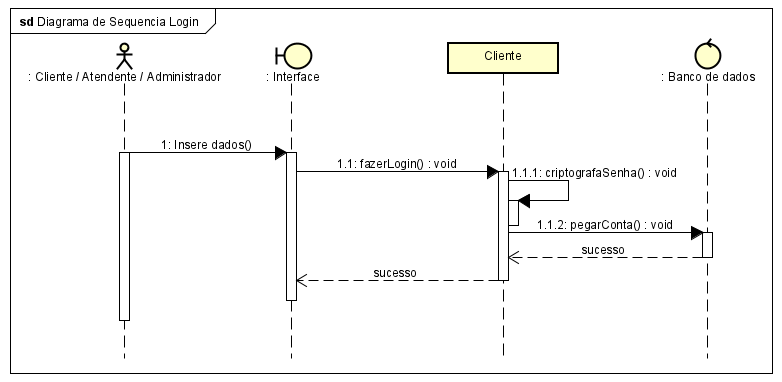 sd Diagrama de Sequencia Login
: Cliente / Atendente / Administrador
: Interface
Cliente
: Banco de dados
1: Insere dados()
1.1: fazerLogin() : void
1.1.1: criptografaSenha() : void
1.1.2: pegarConta() : void
sucesso
sucesso